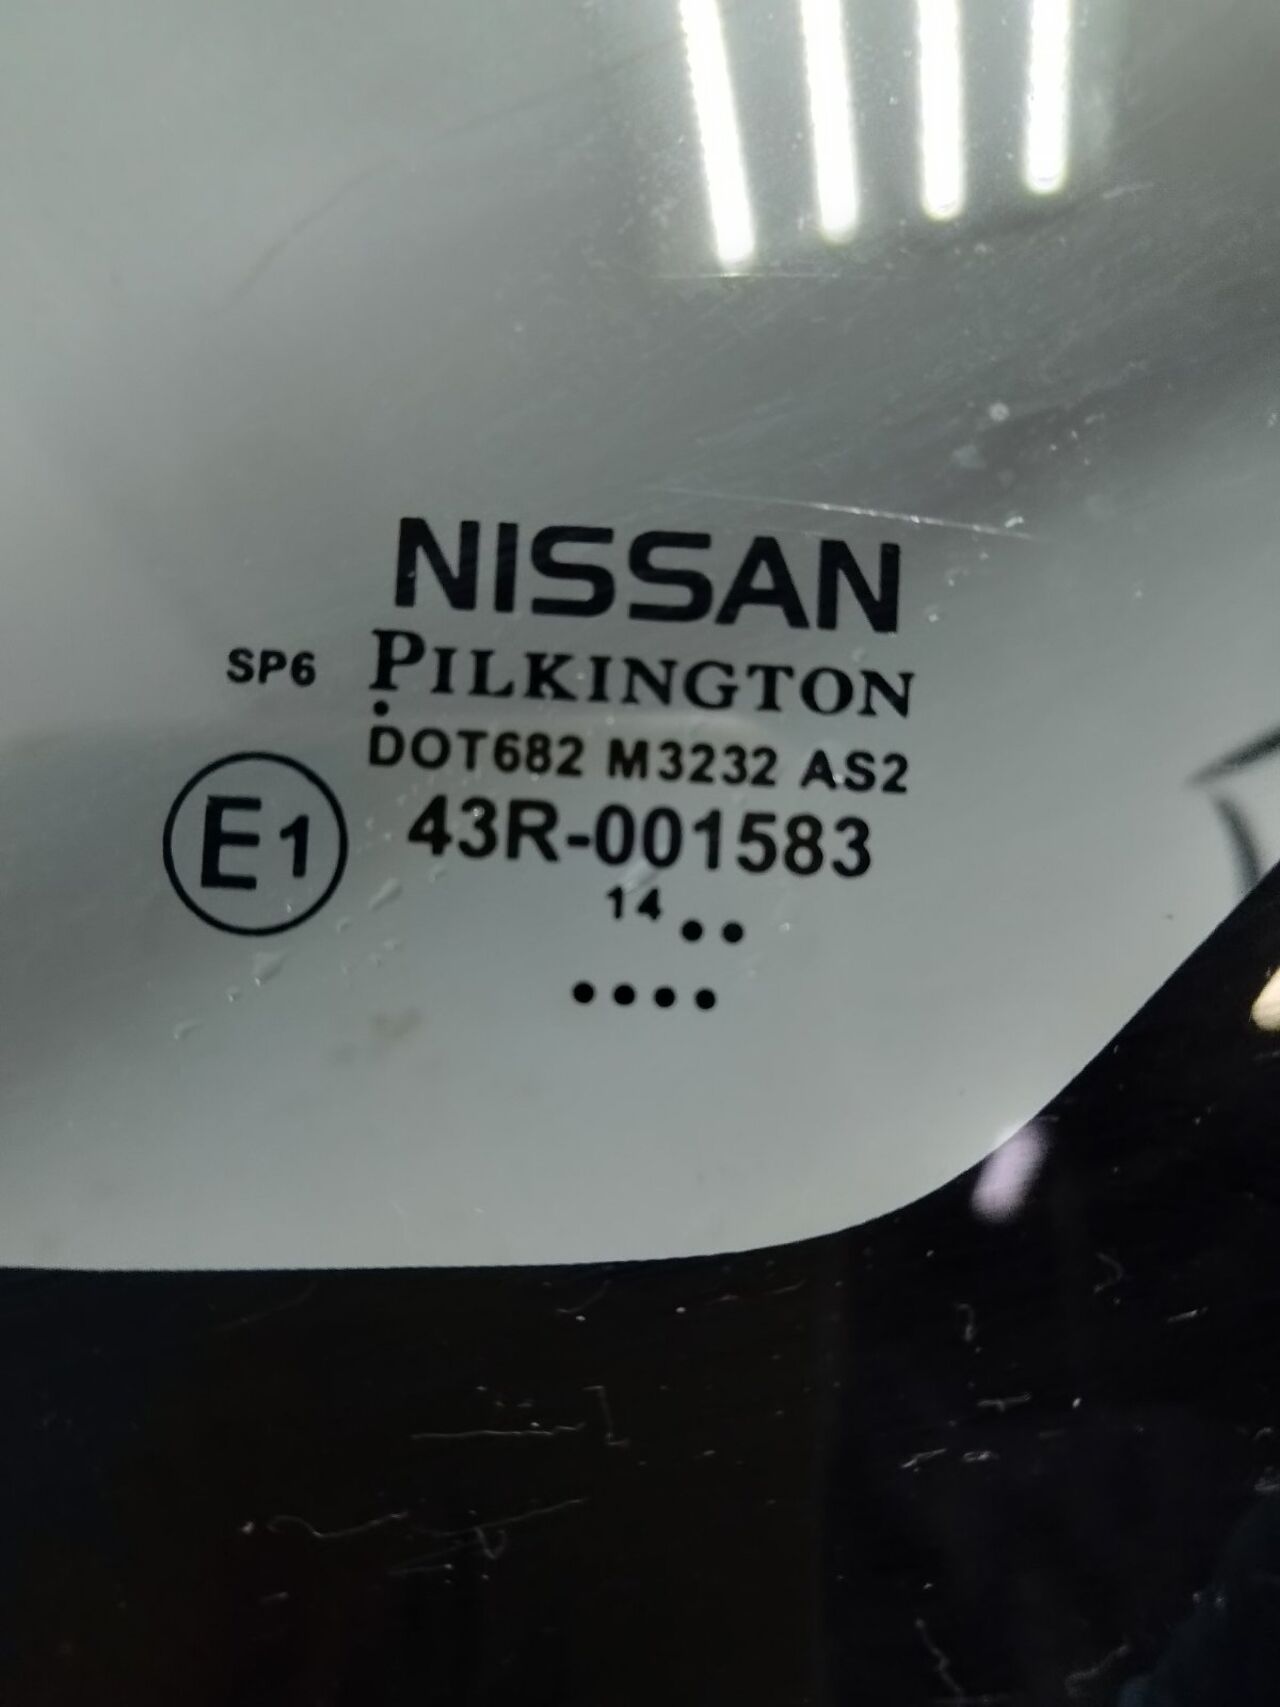 NISSAN
SP6 PILKINGTON
DOT682 M3232 AS2
E1 43R-001583
14 ••
••••